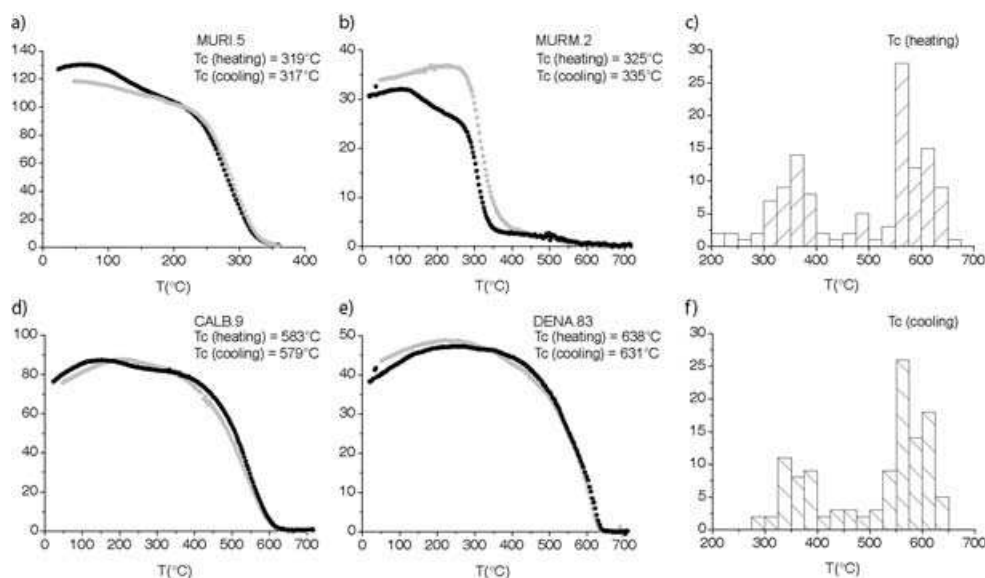 a)
MURI.5
Tc (heating) = 319°C
Tc (cooling) = 317°C
140
120
100
80
60
40
20
0
0 100 200 300 400
T(°C)
b)
MURM.2
Tc (heating) = 325°C
Tc (cooling) = 335°C
40
30
20
10
0
0 100 200 300 400 500 600 700
T(°C)
c)
Tc (heating)
30
25
20
15
10
5
0
200 300 400 500 600 700
T(°C)
d)
CALB.9
Tc (heating) = 583°C
Tc (cooling) = 579°C
100
80
60
40
20
0
0 100 200 300 400 500 600 700
T(°C)
e)
DENA.83
Tc (heating) = 638°C
Tc (cooling) = 631°C
50
40
30
20
10
0
0 100 200 300 400 500 600 700
T(°C)
f)
Tc (cooling)
30
25
20
15
10
5
0
200 300 400 500 600 700
T(°C)